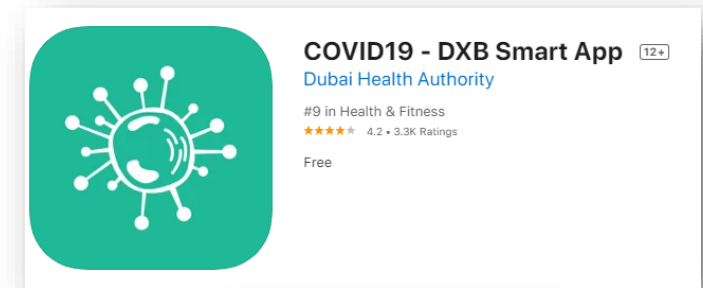 COVID19 - DXB Smart App 12+
Dubai Health Authority
#9 in Health & Fitness
4.2 • 3.3K Ratings
Free